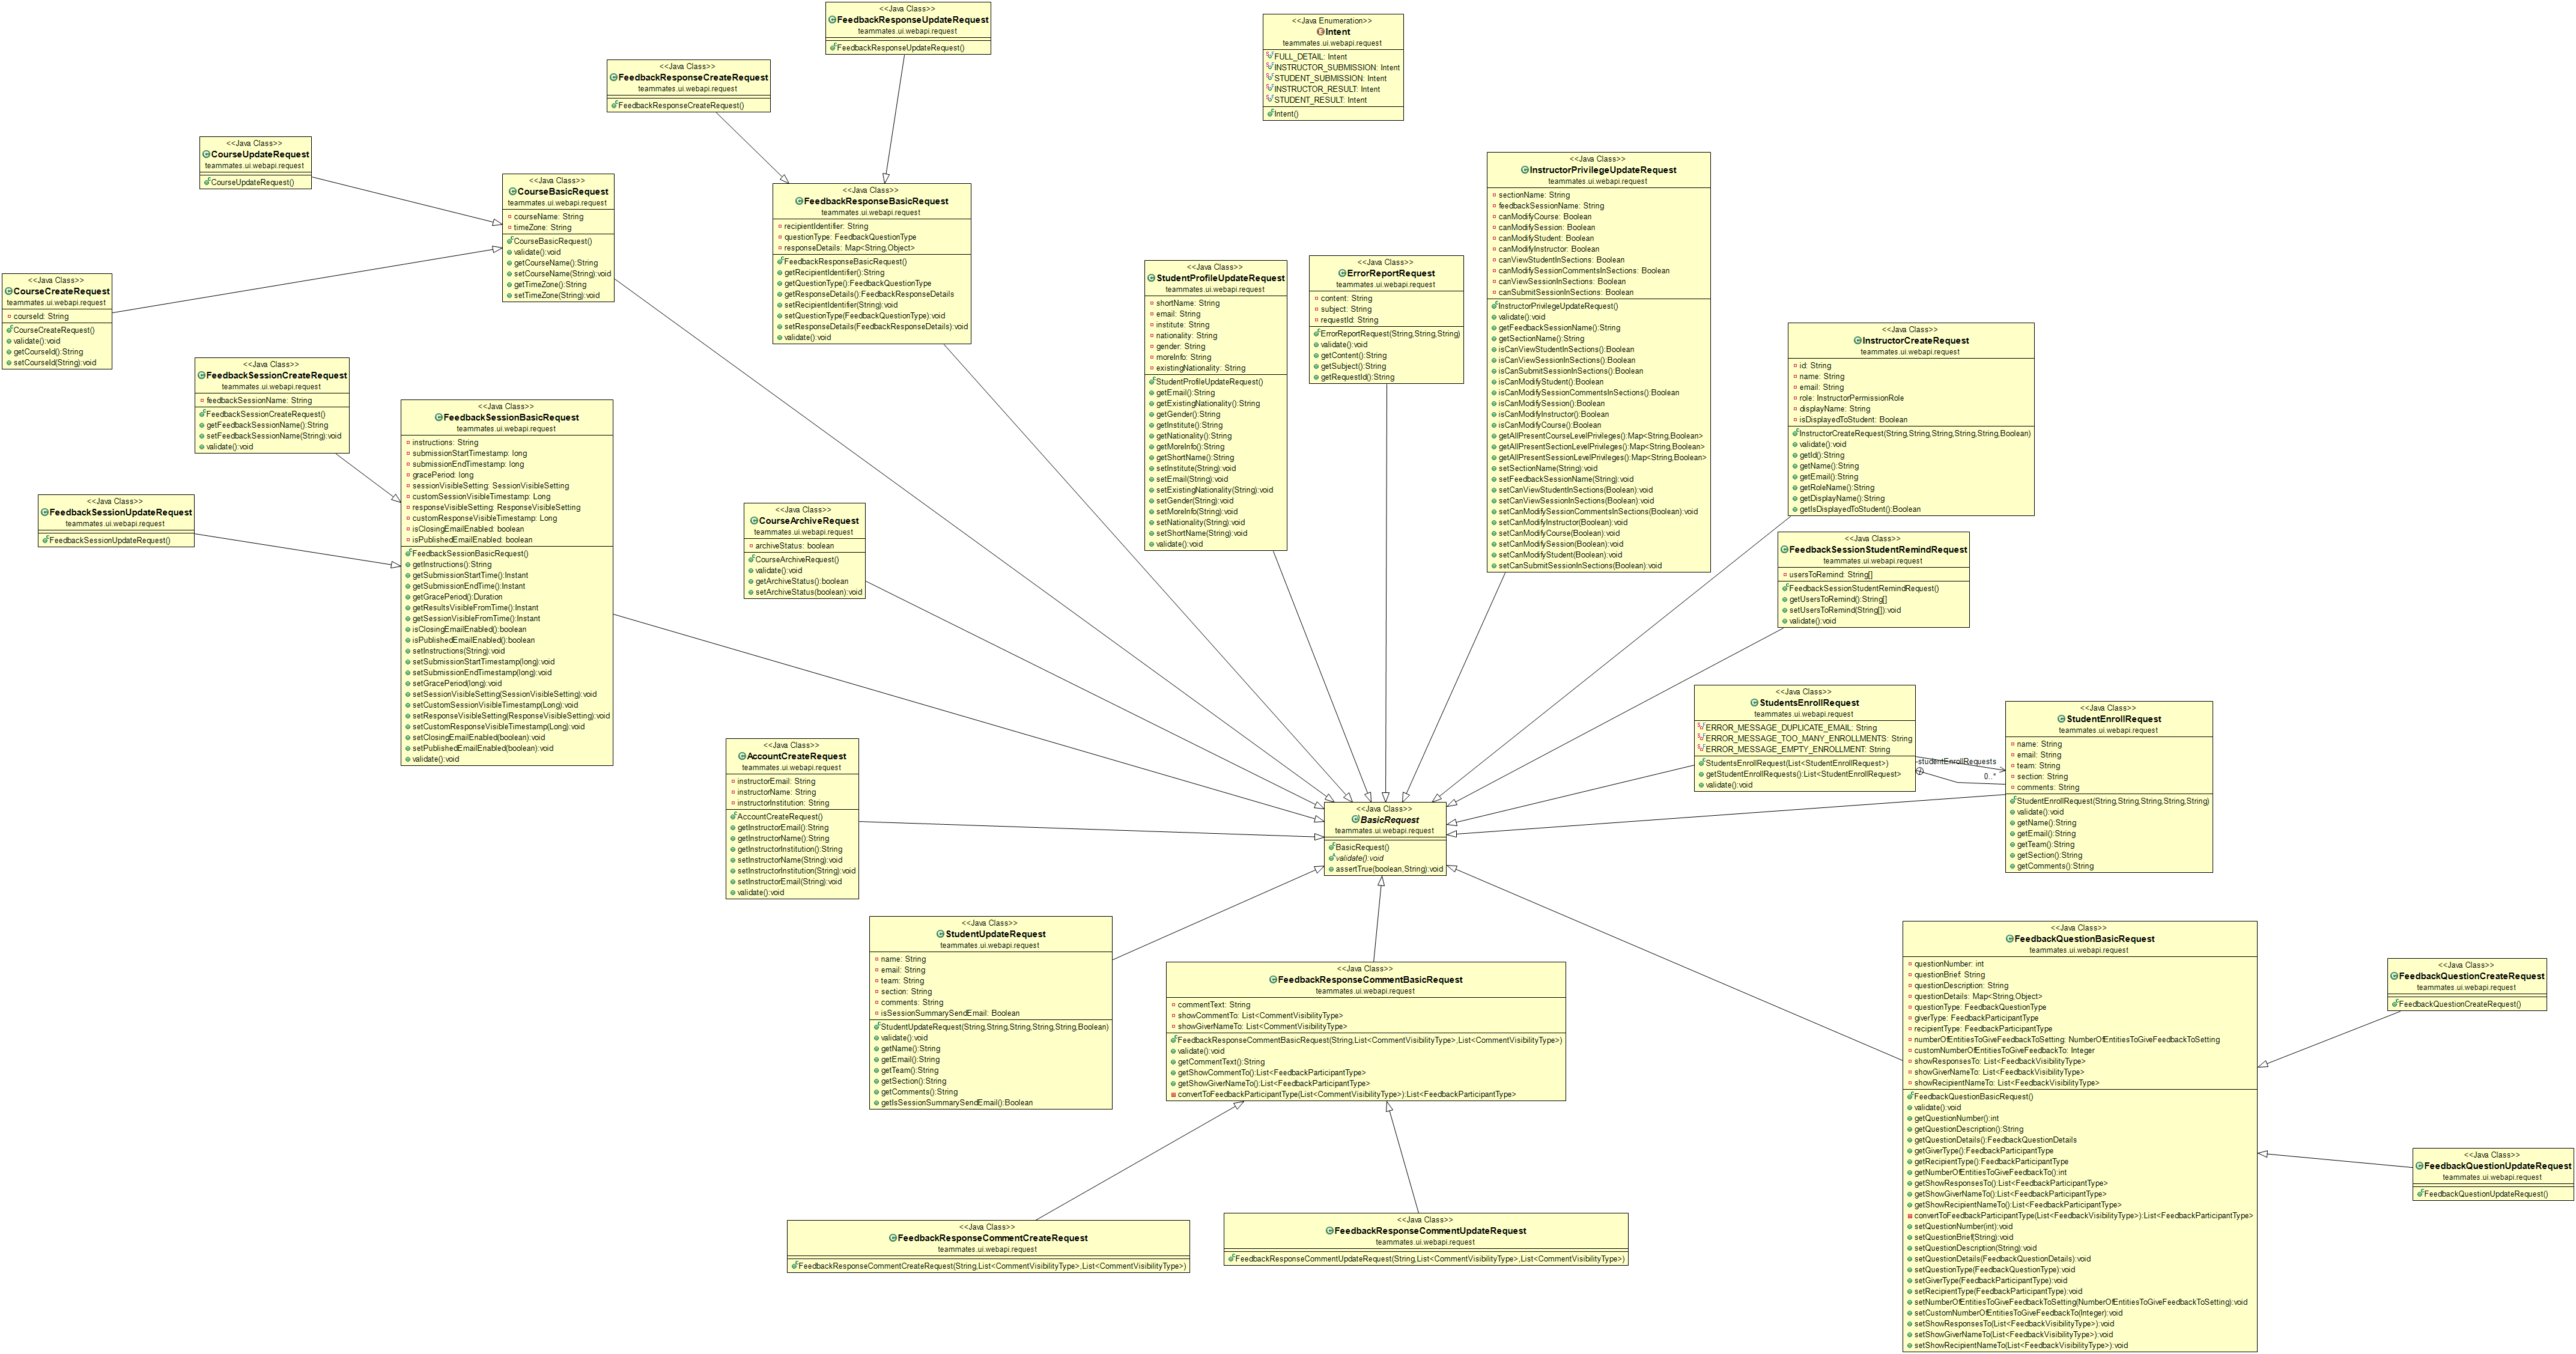 <<Java Class>>
FeedbackResponseUpdateRequest
teammates.ui.webapi.request
FeedbackResponseUpdateRequest()
<<Java Enumeration>>
Intent
teammates.ui.webapi.request
FULL_DETAIL: Intent
INSTRUCTOR_SUBMISSION: Intent
STUDENT_SUBMISSION: Intent
INSTRUCTOR_RESULT: Intent
STUDENT_RESULT: Intent
Intent()
<<Java Class>>
FeedbackResponseCreateRequest
teammates.ui.webapi.request
FeedbackResponseCreateRequest()
<<Java Class>>
CourseUpdateRequest
teammates.ui.webapi.request
CourseUpdateRequest()
<<Java Class>>
CourseBasicRequest
teammates.ui.webapi.request
courseName: String
timeZone: String
CourseBasicRequest()
validate():void
getCourseName():String
setCourseName(String):void
getTimeZone():String
setTimeZone(String):void
<<Java Class>>
FeedbackResponseBasicRequest
teammates.ui.webapi.request
recipientIdentifier: String
questionType: FeedbackQuestionType
responseDetails: Map<String,Object>
FeedbackResponseBasicRequest()
getRecipientIdentifier():String
getQuestionType():FeedbackQuestionType
getResponseDetails():FeedbackResponseDetails
setRecipientIdentifier(String):void
setQuestionType(FeedbackQuestionType):void
setResponseDetails(FeedbackResponseDetails):void
validate():void
<<Java Class>>
InstructorPrivilegeUpdateRequest
teammates.ui.webapi.request
sectionName: String
feedbackSessionName: String
canModifyCourse: Boolean
canModifySession: Boolean
canModifyStudent: Boolean
canModifyInstructor: Boolean
canViewStudentInSections: Boolean
canModifySessionCommentsInSections: Boolean
canViewSessionInSections: Boolean
canSubmitSessionInSections: Boolean
InstructorPrivilegeUpdateRequest()
validate():void
getFeedbackSessionName():String
getSectionName():String
isCanViewStudentInSections():Boolean
isCanViewSessionInSections():Boolean
isCanSubmitSessionInSections():Boolean
isCanModifyStudent():Boolean
isCanModifySessionCommentsInSections():Boolean
isCanModifySession():Boolean
isCanModifyInstructor():Boolean
isCanModifyCourse():Boolean
getAllPresentCourseLevelPrivileges():Map<String,Boolean>
getAllPresentSectionLevelPrivileges():Map<String,Boolean>
getAllPresentSessionLevelPrivileges():Map<String,Boolean>
setSectionName(String):void
setFeedbackSessionName(String):void
setCanViewStudentInSections(Boolean):void
setCanViewSessionInSections(Boolean):void
setCanModifySessionCommentsInSections(Boolean):void
setCanModifyInstructor(Boolean):void
setCanModifyCourse(Boolean):void
setCanModifySession(Boolean):void
setCanModifyStudent(Boolean):void
setCanSubmitSessionInSections(Boolean):void
<<Java Class>>
CourseCreateRequest
teammates.ui.webapi.request
courseId: String
CourseCreateRequest()
validate():void
getCourseId():String
setCourseId(String):void
<<Java Class>>
StudentProfileUpdateRequest
teammates.ui.webapi.request
shortName: String
email: String
institute: String
nationality: String
gender: String
moreInfo: String
existingNationality: String
StudentProfileUpdateRequest()
getEmail():String
getExistingNationality():String
getGender():String
getInstitute():String
getNationality():String
getMoreInfo():String
getShortName():String
setInstitute(String):void
setEmail(String):void
setExistingNationality(String):void
setGender(String):void
setMoreInfo(String):void
setNationality(String):void
setShortName(String):void
validate():void
<<Java Class>>
ErrorReportRequest
teammates.ui.webapi.request
content: String
subject: String
requestId: String
ErrorReportRequest(String,String,String)
validate():void
getContent():String
getSubject():String
getRequestId():String
<<Java Class>>
InstructorCreateRequest
teammates.ui.webapi.request
id: String
name: String
email: String
role: InstructorPermissionRole
displayName: String
isDisplayedToStudent: Boolean
InstructorCreateRequest(String,String,String,String,String,Boolean)
validate():void
getId():String
getName():String
getEmail():String
getRoleName():String
getDisplayName():String
getIsDisplayedToStudent():Boolean
<<Java Class>>
FeedbackSessionCreateRequest
teammates.ui.webapi.request
feedbackSessionName: String
FeedbackSessionCreateRequest()
getFeedbackSessionName():String
setFeedbackSessionName(String):void
validate():void
<<Java Class>>
FeedbackSessionBasicRequest
teammates.ui.webapi.request
instructions: String
submissionStartTimestamp: long
submissionEndTimestamp: long
gracePeriod: long
sessionVisibleSetting: SessionVisibleSetting
customSessionVisibleTimestamp: Long
responseVisibleSetting: ResponseVisibleSetting
customResponseVisibleTimestamp: Long
isClosingEmailEnabled: boolean
isPublishedEmailEnabled: boolean
FeedbackSessionBasicRequest()
getInstructions():String
getSubmissionStartTime():Instant
getSubmissionEndTime():Instant
getGracePeriod():Duration
getResultsVisibleFromTime():Instant
getSessionVisibleFromTime():Instant
isClosingEmailEnabled():boolean
isPublishedEmailEnabled():boolean
setInstructions(String):void
setSubmissionStartTimestamp(long):void
setSubmissionEndTimestamp(long):void
setGracePeriod(long):void
setSessionVisibleSetting(SessionVisibleSetting):void
setCustomSessionVisibleTimestamp(Long):void
setResponseVisibleSetting(ResponseVisibleSetting):void
setCustomResponseVisibleTimestamp(Long):void
setClosingEmailEnabled(boolean):void
setPublishedEmailEnabled(boolean):void
validate():void
<<Java Class>>
FeedbackSessionUpdateRequest
teammates.ui.webapi.request
FeedbackSessionUpdateRequest()
<<Java Class>>
CourseArchiveRequest
teammates.ui.webapi.request
archiveStatus: boolean
CourseArchiveRequest()
validate():void
getArchiveStatus():boolean
setArchiveStatus(boolean):void
<<Java Class>>
FeedbackSessionStudentRemindRequest
teammates.ui.webapi.request
usersToRemind: String[]
FeedbackSessionStudentRemindRequest()
getUsersToRemind():String[]
setUsersToRemind(String[]):void
validate():void
<<Java Class>>
StudentsEnrollRequest
teammates.ui.webapi.request
ERROR_MESSAGE_DUPLICATE_EMAIL: String
ERROR_MESSAGE_TOO_MANY_ENROLLMENTS: String
ERROR_MESSAGE_EMPTY_ENROLLMENT: String
StudentsEnrollRequest(List<StudentEnrollRequest>)
getStudentEnrollRequests():List<StudentEnrollRequest>
validate():void
-studentEnrollRequests
0..*
<<Java Class>>
StudentEnrollRequest
teammates.ui.webapi.request
name: String
email: String
team: String
section: String
comments: String
StudentEnrollRequest(String,String,String,String,String)
validate():void
getName():String
getEmail():String
getTeam():String
getSection():String
getComments():String
<<Java Class>>
AccountCreateRequest
teammates.ui.webapi.request
instructorEmail: String
instructorName: String
instructorInstitution: String
AccountCreateRequest()
getInstructorEmail():String
getInstructorName():String
getInstructorInstitution():String
setInstructorName(String):void
setInstructorInstitution(String):void
setInstructorEmail(String):void
validate():void
<<Java Class>>
BasicRequest
teammates.ui.webapi.request
BasicRequest()
validate():void
assertTrue(boolean,String):void
<<Java Class>>
StudentUpdateRequest
teammates.ui.webapi.request
name: String
email: String
team: String
section: String
comments: String
isSessionSummarySendEmail: Boolean
StudentUpdateRequest(String,String,String,String,String,Boolean)
validate():void
getName():String
getEmail():String
getTeam():String
getSection():String
getComments():String
getIsSessionSummarySendEmail():Boolean
<<Java Class>>
FeedbackResponseCommentBasicRequest
teammates.ui.webapi.request
commentText: String
showCommentTo: List<CommentVisibilityType>
showGiverNameTo: List<CommentVisibilityType>
FeedbackResponseCommentBasicRequest(String,List<CommentVisibilityType>,List<CommentVisibilityType>)
validate():void
getCommentText():String
getShowCommentTo():List<FeedbackParticipantType>
getShowGiverNameTo():List<FeedbackParticipantType>
convertToFeedbackParticipantType(List<CommentVisibilityType>):List<FeedbackParticipantType>
<<Java Class>>
FeedbackQuestionBasicRequest
teammates.ui.webapi.request
questionNumber: int
questionBrief: String
questionDescription: String
questionDetails: Map<String,Object>
questionType: FeedbackQuestionType
giverType: FeedbackParticipantType
recipientType: FeedbackParticipantType
numberOfEntitiesToGiveFeedbackToSetting: NumberOfEntitiesToGiveFeedbackToSetting
customNumberOfEntitiesToGiveFeedbackTo: Integer
showResponsesTo: List<FeedbackVisibilityType>
showGiverNameTo: List<FeedbackVisibilityType>
showRecipientNameTo: List<FeedbackVisibilityType>
FeedbackQuestionBasicRequest()
validate():void
getQuestionNumber():int
getQuestionDescription():String
getQuestionDetails():FeedbackQuestionDetails
getGiverType():FeedbackParticipantType
getRecipientType():FeedbackParticipantType
getNumberOfEntitiesToGiveFeedbackTo():int
getShowResponsesTo():List<FeedbackParticipantType>
getShowGiverNameTo():List<FeedbackParticipantType>
getShowRecipientNameTo():List<FeedbackParticipantType>
convertToFeedbackParticipantType(List<FeedbackVisibilityType>):List<FeedbackParticipantType>
setQuestionNumber(int):void
setQuestionBrief(String):void
setQuestionDescription(String):void
setQuestionDetails(FeedbackQuestionDetails):void
setQuestionType(FeedbackQuestionType):void
setGiverType(FeedbackParticipantType):void
setRecipientType(FeedbackParticipantType):void
setNumberOfEntitiesToGiveFeedbackToSetting(NumberOfEntitiesToGiveFeedbackToSetting):void
setCustomNumberOfEntitiesToGiveFeedbackTo(Integer):void
setShowResponsesTo(List<FeedbackVisibilityType>):void
setShowGiverNameTo(List<FeedbackVisibilityType>):void
setShowRecipientNameTo(List<FeedbackVisibilityType>):void
<<Java Class>>
FeedbackQuestionCreateRequest
teammates.ui.webapi.request
FeedbackQuestionCreateRequest()
<<Java Class>>
FeedbackQuestionUpdateRequest
teammates.ui.webapi.request
FeedbackQuestionUpdateRequest()
<<Java Class>>
FeedbackResponseCommentCreateRequest
teammates.ui.webapi.request
FeedbackResponseCommentCreateRequest(String,List<CommentVisibilityType>,List<CommentVisibilityType>)
<<Java Class>>
FeedbackResponseCommentUpdateRequest
teammates.ui.webapi.request
FeedbackResponseCommentUpdateRequest(String,List<CommentVisibilityType>,List<CommentVisibilityType>)